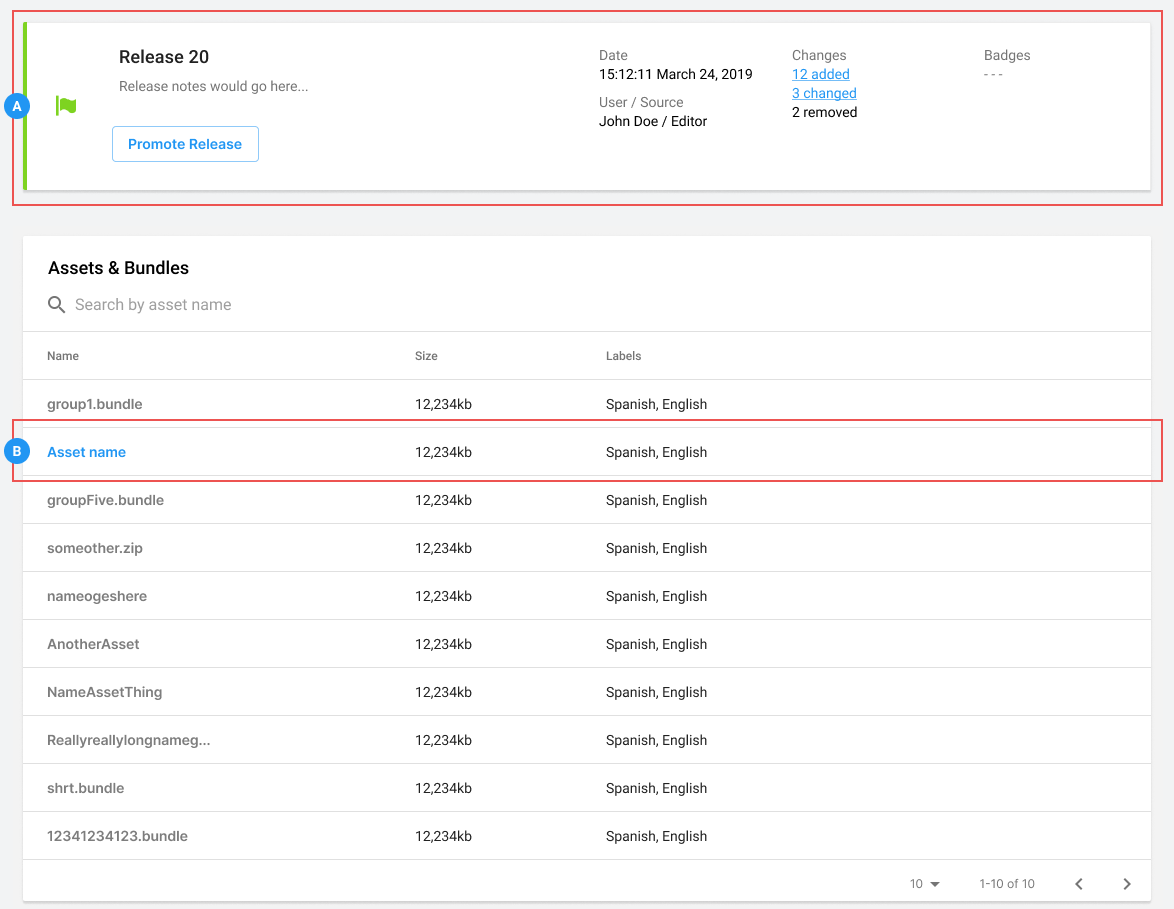 A
Release 20
Release notes would go here...
Promote Release
Date
15:12:11 March 24, 2019
User / Source
John Doe / Editor
Changes
12 added
3 changed
2 removed
Badges
- - -
Assets & Bundles
Search by asset name
Name Size Labels
group1.bundle 12,234kb Spanish, English
B
Asset name 12,234kb Spanish, English
groupFive.bundle 12,234kb Spanish, English
someother.zip 12,234kb Spanish, English
nameogeshere 12,234kb Spanish, English
AnotherAsset 12,234kb Spanish, English
NameAssetThing 12,234kb Spanish, English
Reallyreallylongnameg... 12,234kb Spanish, English
shrt.bundle 12,234kb Spanish, English
12341234123.bundle 12,234kb Spanish, English
10 1-10 of 10